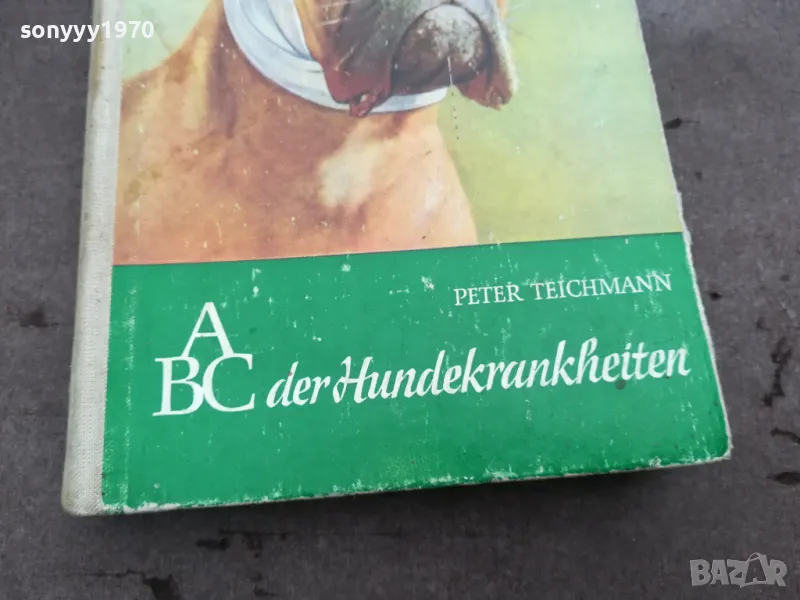 sonyyy1970
PETER TEICHMANN
ABC der Hundekrankheiten
BAZAR